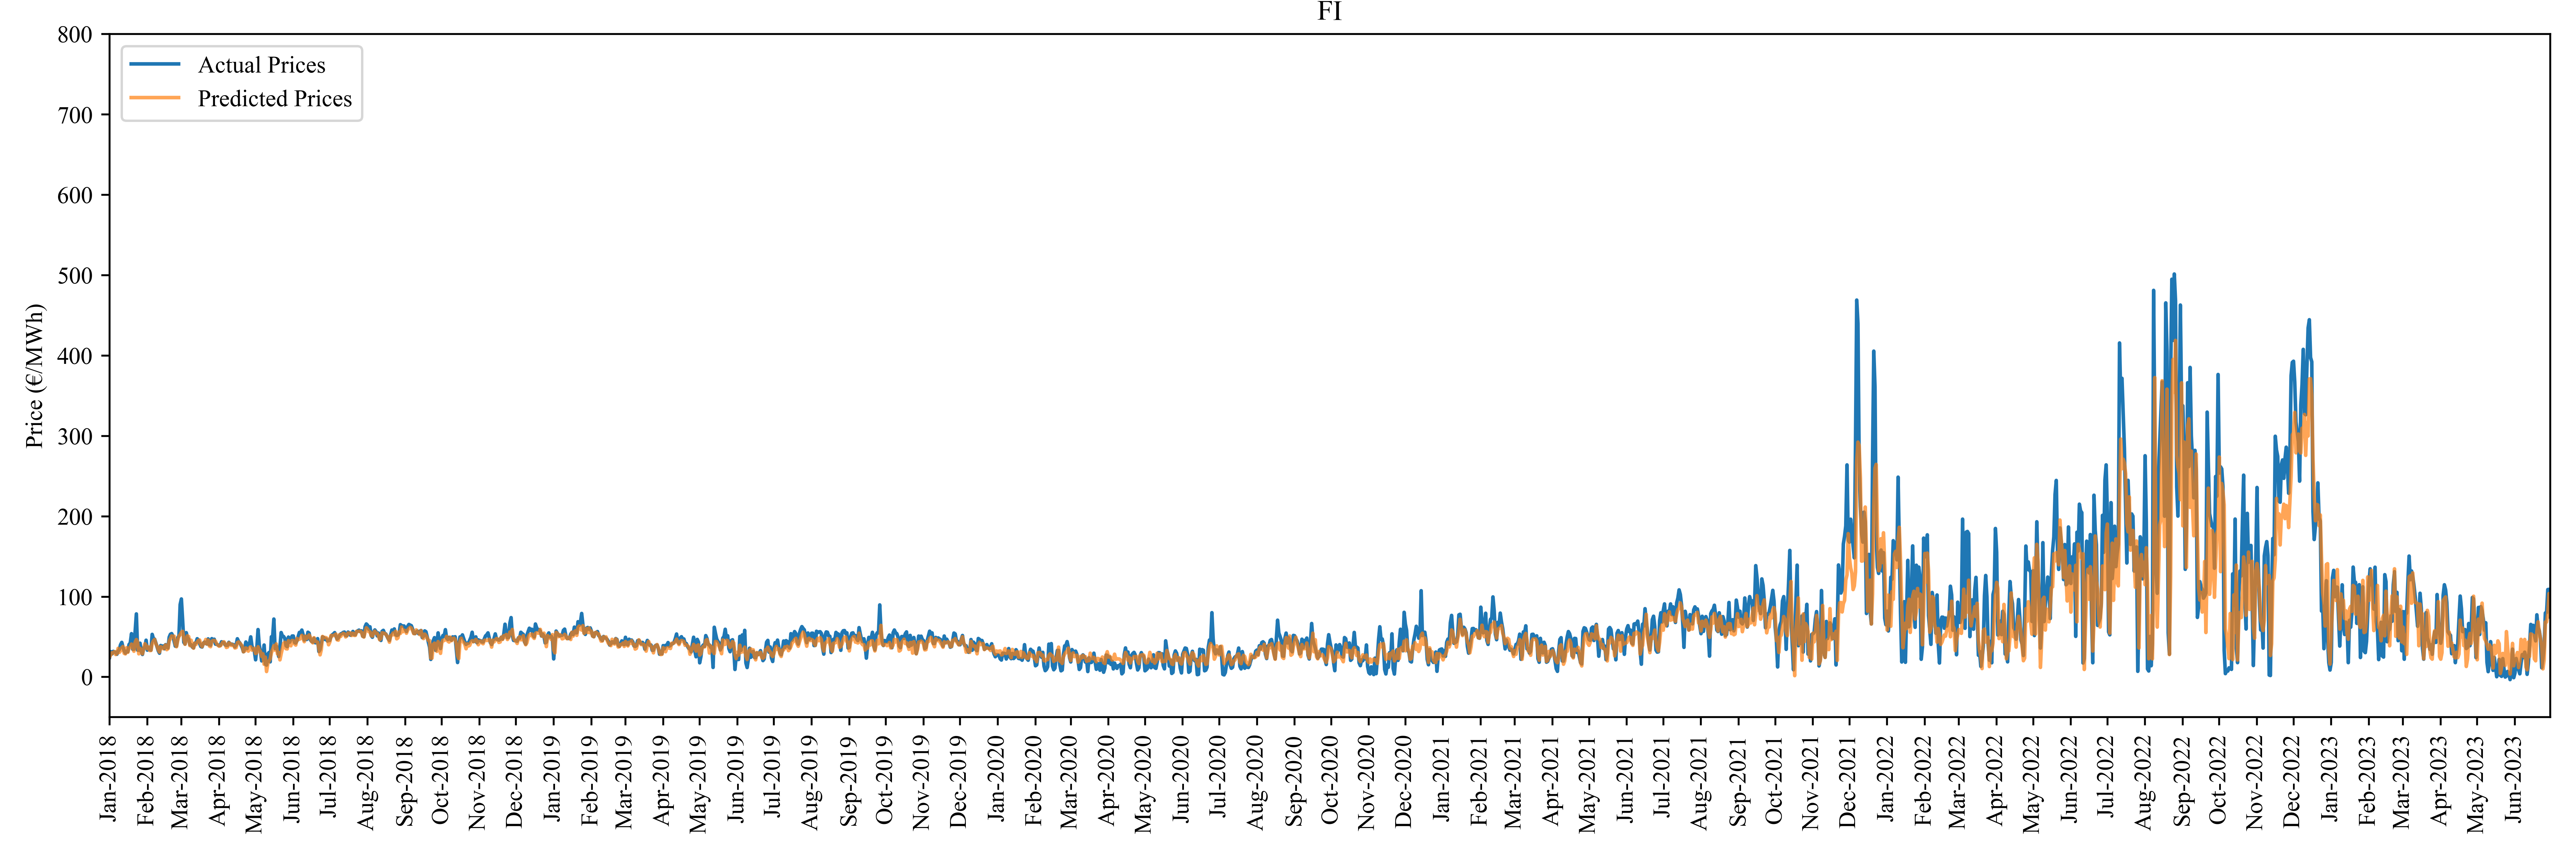 FI
Actual Prices
Predicted Prices
Price (€/MWh)
800
700
600
500
400
300
200
100
0
Jan-2018
Feb-2018
Mar-2018
Apr-2018
May-2018
Jun-2018
Jul-2018
Aug-2018
Sep-2018
Oct-2018
Nov-2018
Dec-2018
Jan-2019
Feb-2019
Mar-2019
Apr-2019
May-2019
Jun-2019
Jul-2019
Aug-2019
Sep-2019
Oct-2019
Nov-2019
Dec-2019
Jan-2020
Feb-2020
Mar-2020
Apr-2020
May-2020
Jun-2020
Jul-2020
Aug-2020
Sep-2020
Oct-2020
Nov-2020
Dec-2020
Jan-2021
Feb-2021
Mar-2021
Apr-2021
May-2021
Jun-2021
Jul-2021
Aug-2021
Sep-2021
Oct-2021
Nov-2021
Dec-2021
Jan-2022
Feb-2022
Mar-2022
Apr-2022
May-2022
Jun-2022
Jul-2022
Aug-2022
Sep-2022
Oct-2022
Nov-2022
Dec-2022
Jan-2023
Feb-2023
Mar-2023
Apr-2023
May-2023
Jun-2023